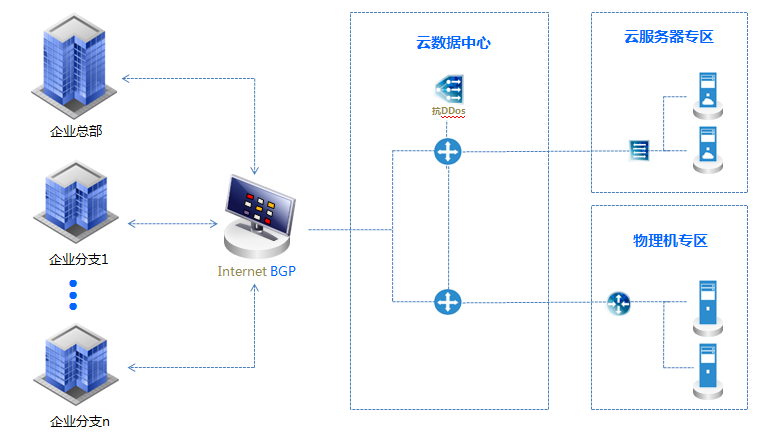 云数据中心
云服务器专区
抗DDos
企业总部
物理机专区
企业分支1
Internet BGP
企业分支n